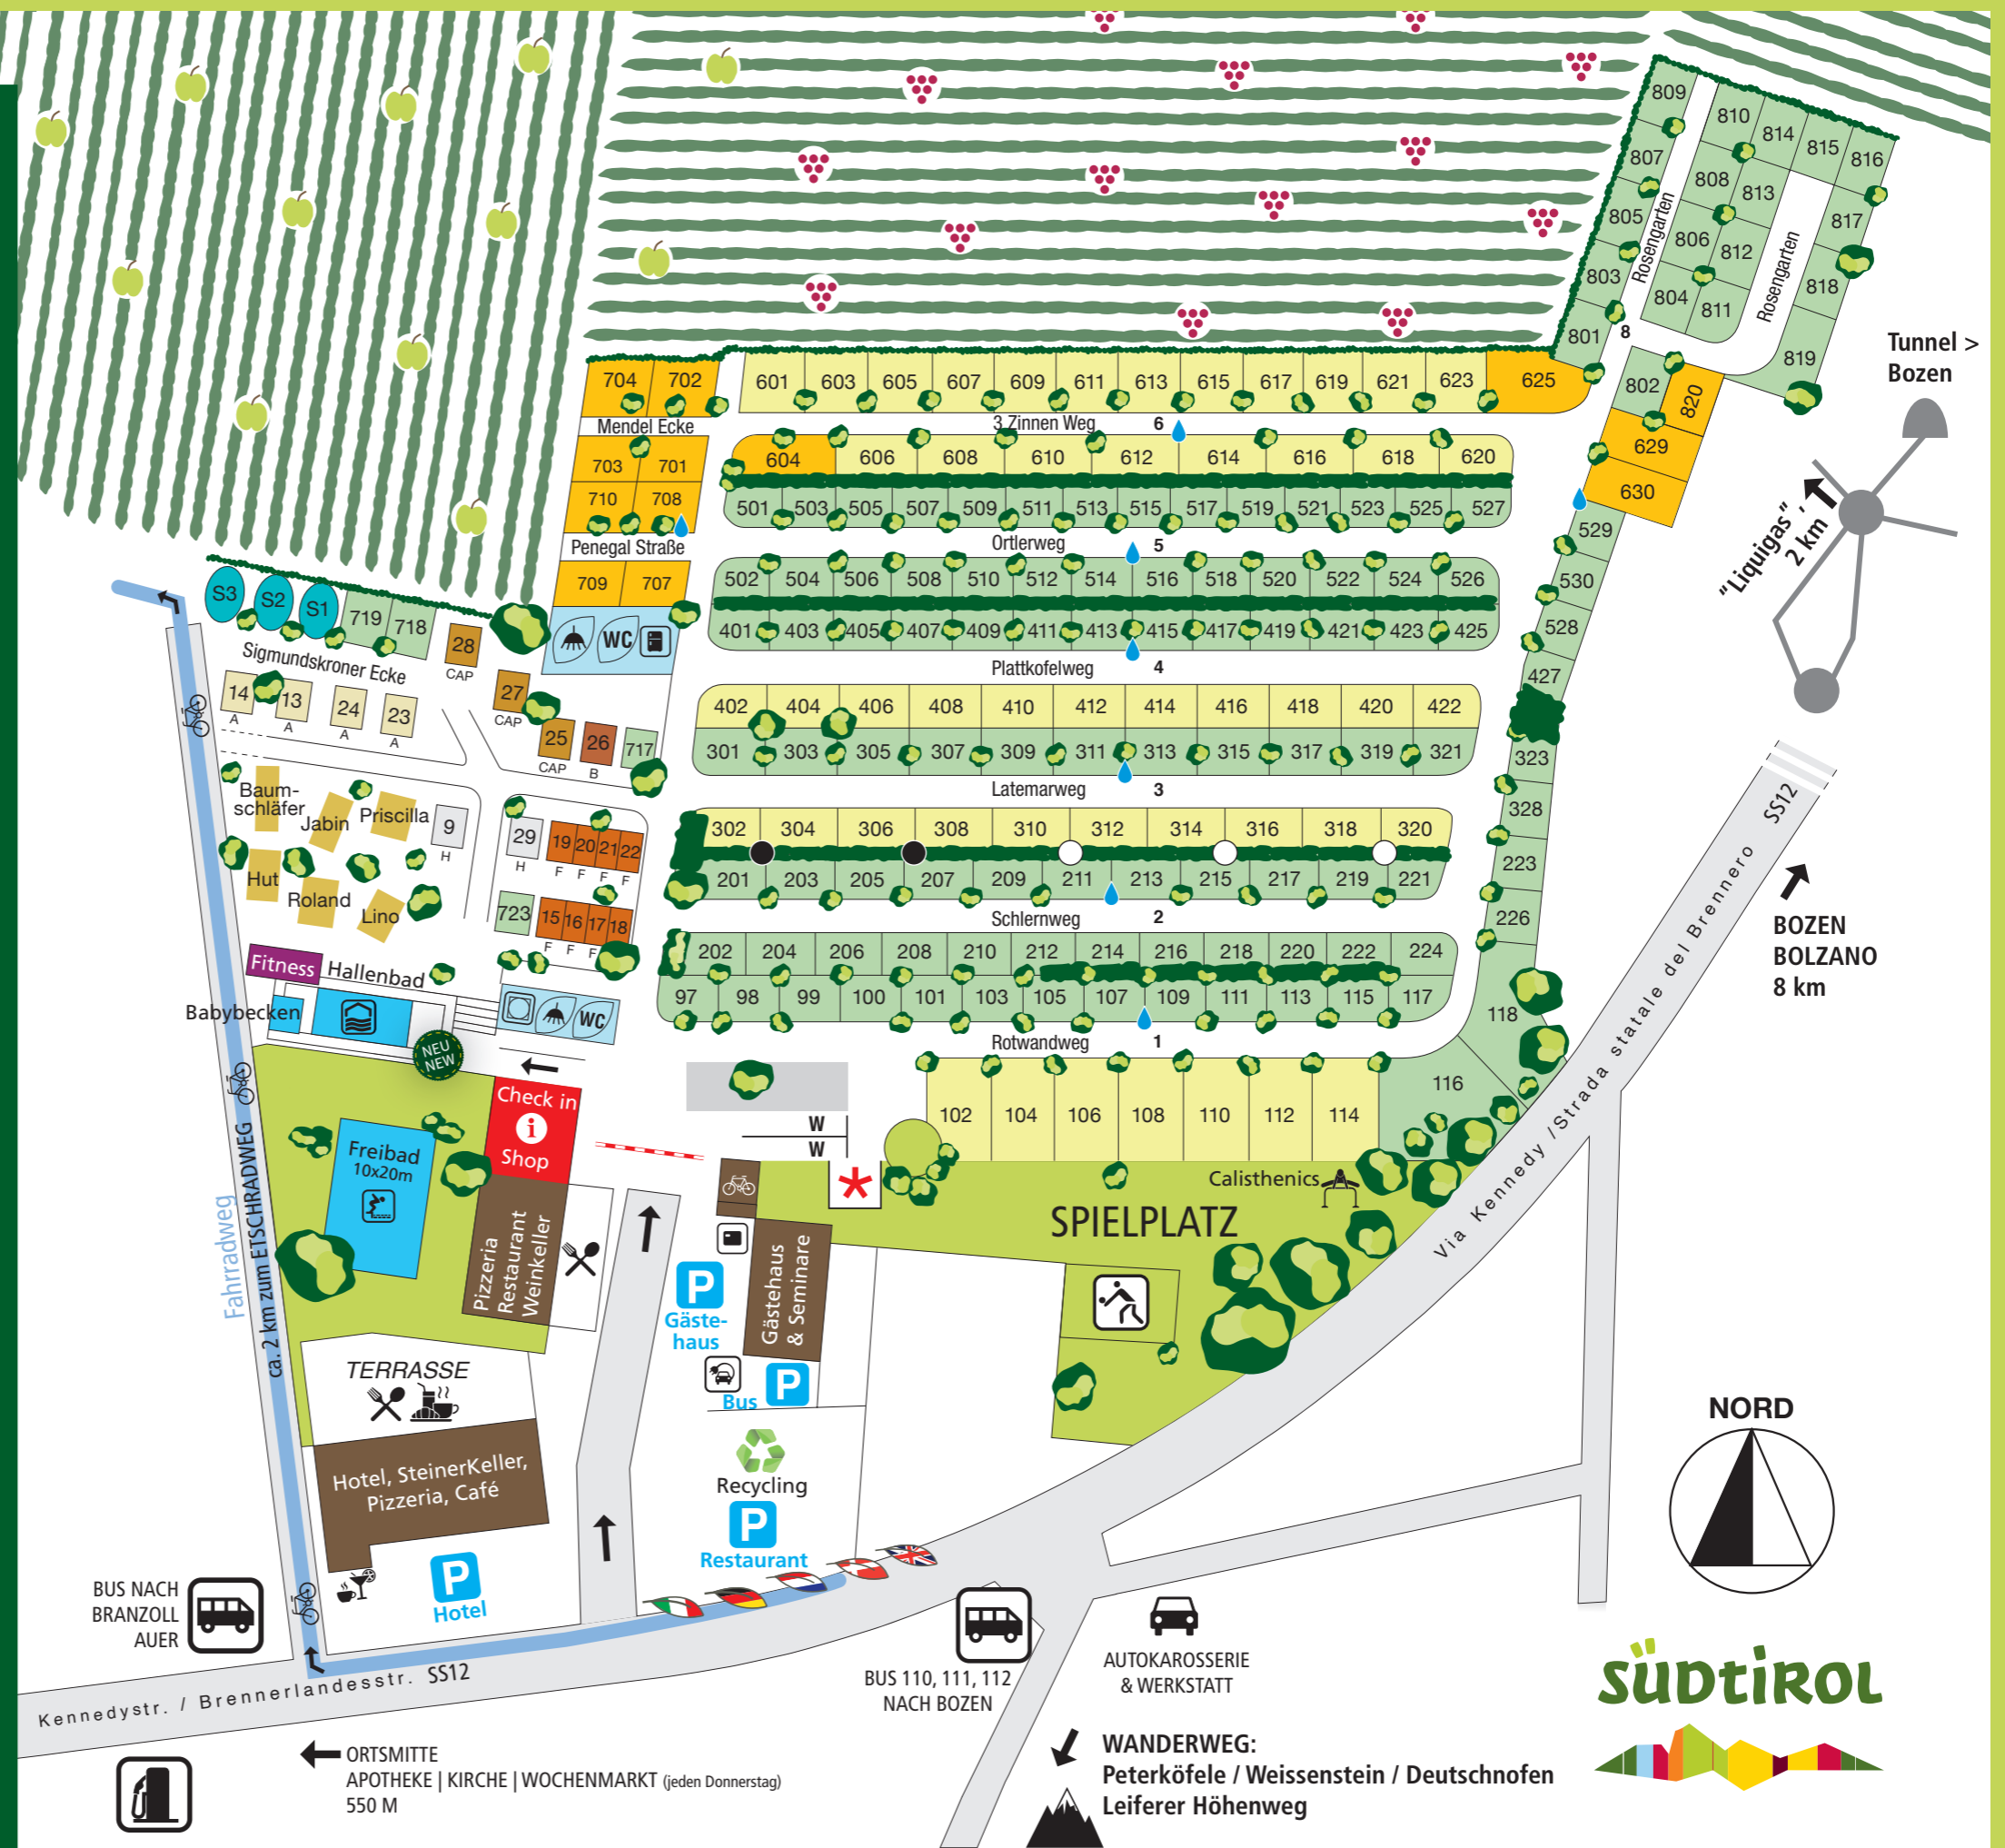 809
810
814
815
816
807
808
813
817
805
Rosengarten
806
812
Rosengarten
818
803
804
811
801
8
819
802
820
Tunnel >
Bozen
704
702
601
603
605
607
609
611
613
615
617
619
621
623
625
Mendel Ecke
3 Zinnen Weg
6
629
703
701
604
606
608
610
612
614
616
618
620
630
710
708
501
503
505
507
509
511
513
515
517
519
521
523
525
527
"Liquigas",
2 km
529
Penegal Straße
Ortlerweg
5
709
707
502
504
506
508
510
512
514
516
518
520
522
524
526
530
S3
S2
S1
719
718
28
CAP
WC
401
403
405
407
409
411
413
415
417
419
421
423
425
528
Sigmundskroner Ecke
Plattkofelweg
4
427
14
A
13
A
24
A
23
A
27
CAP
402
404
406
408
410
412
414
416
418
420
422
25
CAP
26
B
717
301
303
305
307
309
311
313
315
317
319
321
323
Latemarweg
3
Baum-
schläfer
Jabin
Priscilla
9
H
29
H
19
20
21
22
F
F
F
F
302
304
306
308
310
312
314
316
318
320
328
SS12
Hut
Roland
Lino
723
15
16
17
18
F
F
F
201
203
205
207
209
211
213
215
217
219
221
223
Schlernweg
2
226
BOZEN
BOLZANO
8 km
Fitness
Hallenbad
202
204
206
208
210
212
214
216
218
220
222
224
Babybecken
WC
97
98
99
100
101
103
105
107
109
111
113
115
117
118
NEU
NEW
Rotwandweg
1
116
Check in
i
Shop
W
W
102
104
106
108
110
112
114
Freibad
10x20m
Calisthenics
SPIELPLATZ
Via Kennedy / Strada statale del Brennero
Fahrradweg
ca. 2 km zum ETSCHRADWEG
Pizzeria
Restaurant
Weinkeller
P
Gäste-
haus
Gästehaus
& Seminare
Bus
P
TERRASSE
NORD
Hotel, SteinerKeller,
Pizzeria, Café
Recycling
P
Restaurant
P
Hotel
BUS NACH
BRANZOLL
AUER
BUS 110, 111, 112
NACH BOZEN
AUTOKAROSSERIE
& WERKSTATT
Kennedystr. / Brennerlandesstr. SS12
SÜDTIROL
ORTSMITTE
APOTHEKE | KIRCHE | WOCHENMARKT (jeden Donnerstag)
550 M
WANDERWEG:
Peterköfele / Weissenstein / Deutschnofen
Leiferer Höhenweg